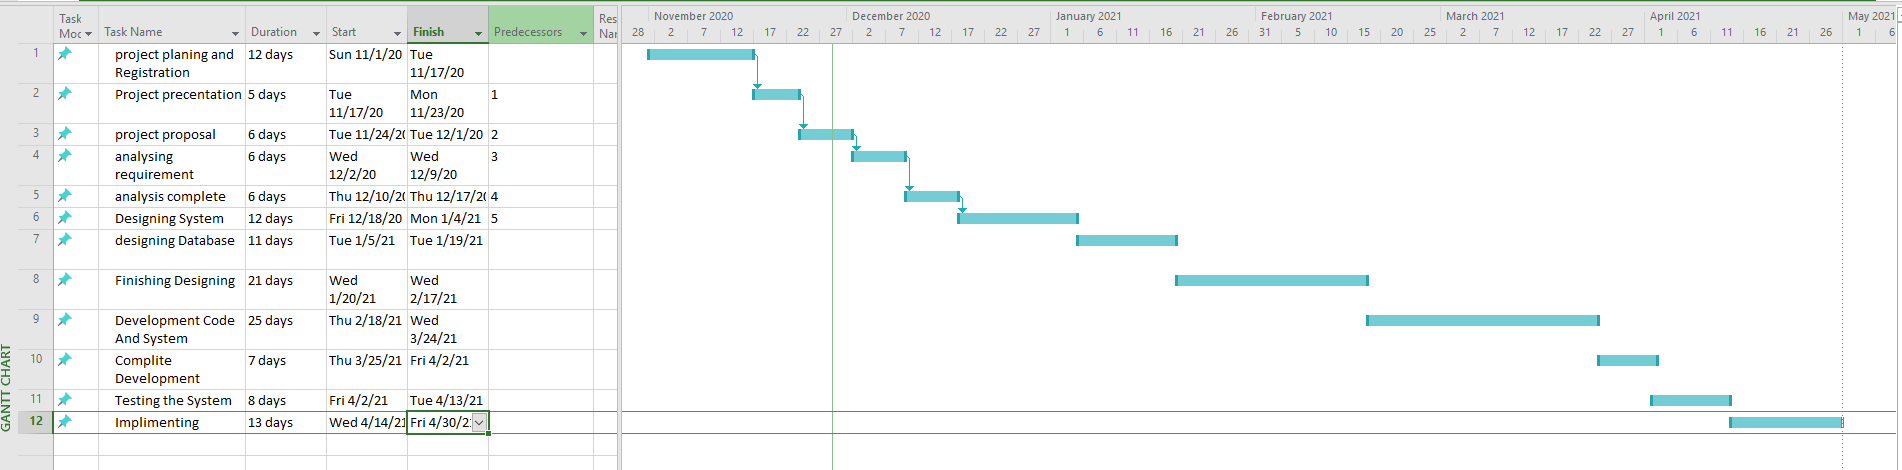 Task
Moc
Task Name
Duration
Start
Finish
Predecessors
Res
Nar
November 2020
December 2020
January 2021
February 2021
March 2021
April 2021
May 2021
28 2 7 12 17 22 27 2 7 12 17 22 27 1 6 11 16 21 26 31 5 10 15 20 25 2 7 12 17 22 27 1 6 11 16 21 26 1 6
1 project planing and Registration 12 days Sun 11/1/20 Tue 11/17/20
2 Project precentation 5 days Tue 11/17/20 Mon 11/23/20 1
3 project proposal 6 days Tue 11/24/20 Tue 12/1/20 2
4 analysing requirement 6 days Wed 12/2/20 Wed 12/9/20 3
5 analysis complete 6 days Thu 12/10/20 Thu 12/17/20 4
6 Designing System 12 days Fri 12/18/20 Mon 1/4/21 5
7 designing Database 11 days Tue 1/5/21 Tue 1/19/21
8 Finishing Designing 21 days Wed 1/20/21 Wed 2/17/21
9 Development Code And System 25 days Thu 2/18/21 Wed 3/24/21
10 Complite Development 7 days Thu 3/25/21 Fri 4/2/21
11 Testing the System 8 days Fri 4/2/21 Tue 4/13/21
12 Implimenting 13 days Wed 4/14/21 Fri 4/30/2
GANTT CHART